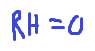 RH = 0